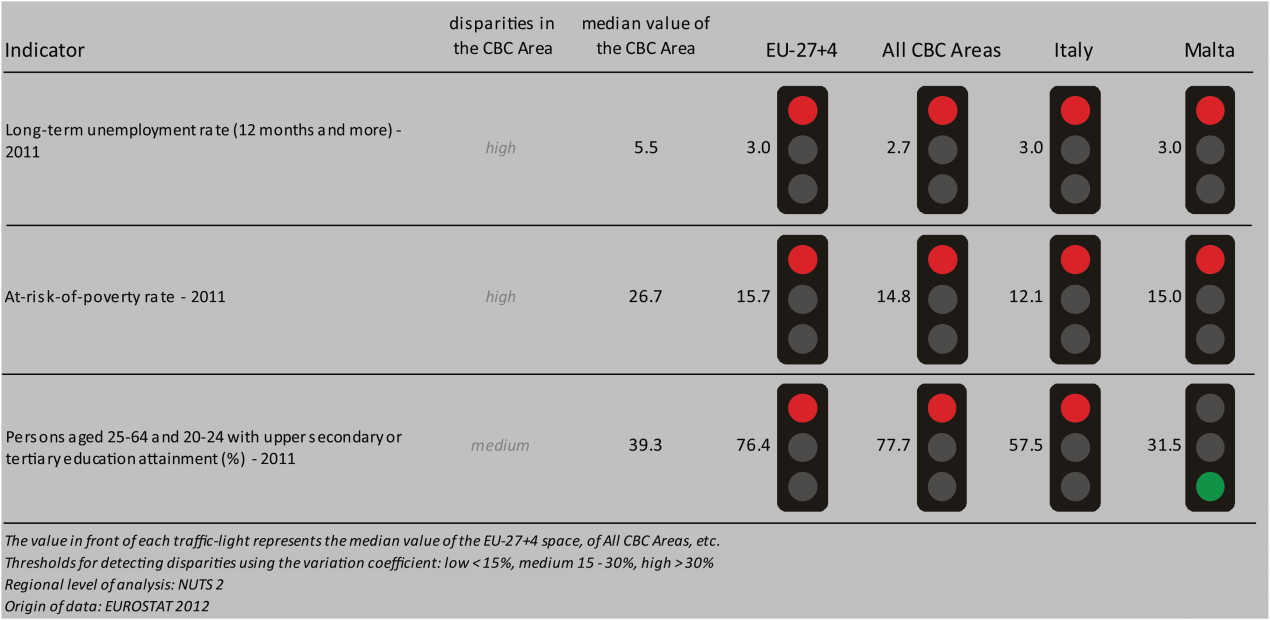 disparities in median value of
Indicator the CBC Area the CBC Area EU-27+4 All CBC Areas Italy Malta
Long-term unemployment rate (12 months and more) -
2011
high 5.5 3.0 2.7 3.0 3.0
At-risk-of-poverty rate - 2011 high 26.7 15.7 14.8 12.1 15.0
Persons aged 25-64 and 20-24 with upper secondary or
tertiary education attainment (%) - 2011
medium 39.3 76.4 77.7 57.5 31.5
The value in front of each traffic-light represents the median value of the EU-27+4 space, of All CBC Areas, etc.
Thresholds for detecting disparities using the variation coefficient: low < 15%, medium 15 - 30%, high > 30%
Regional level of analysis: NUTS 2
Origin of data: EUROSTAT 2012